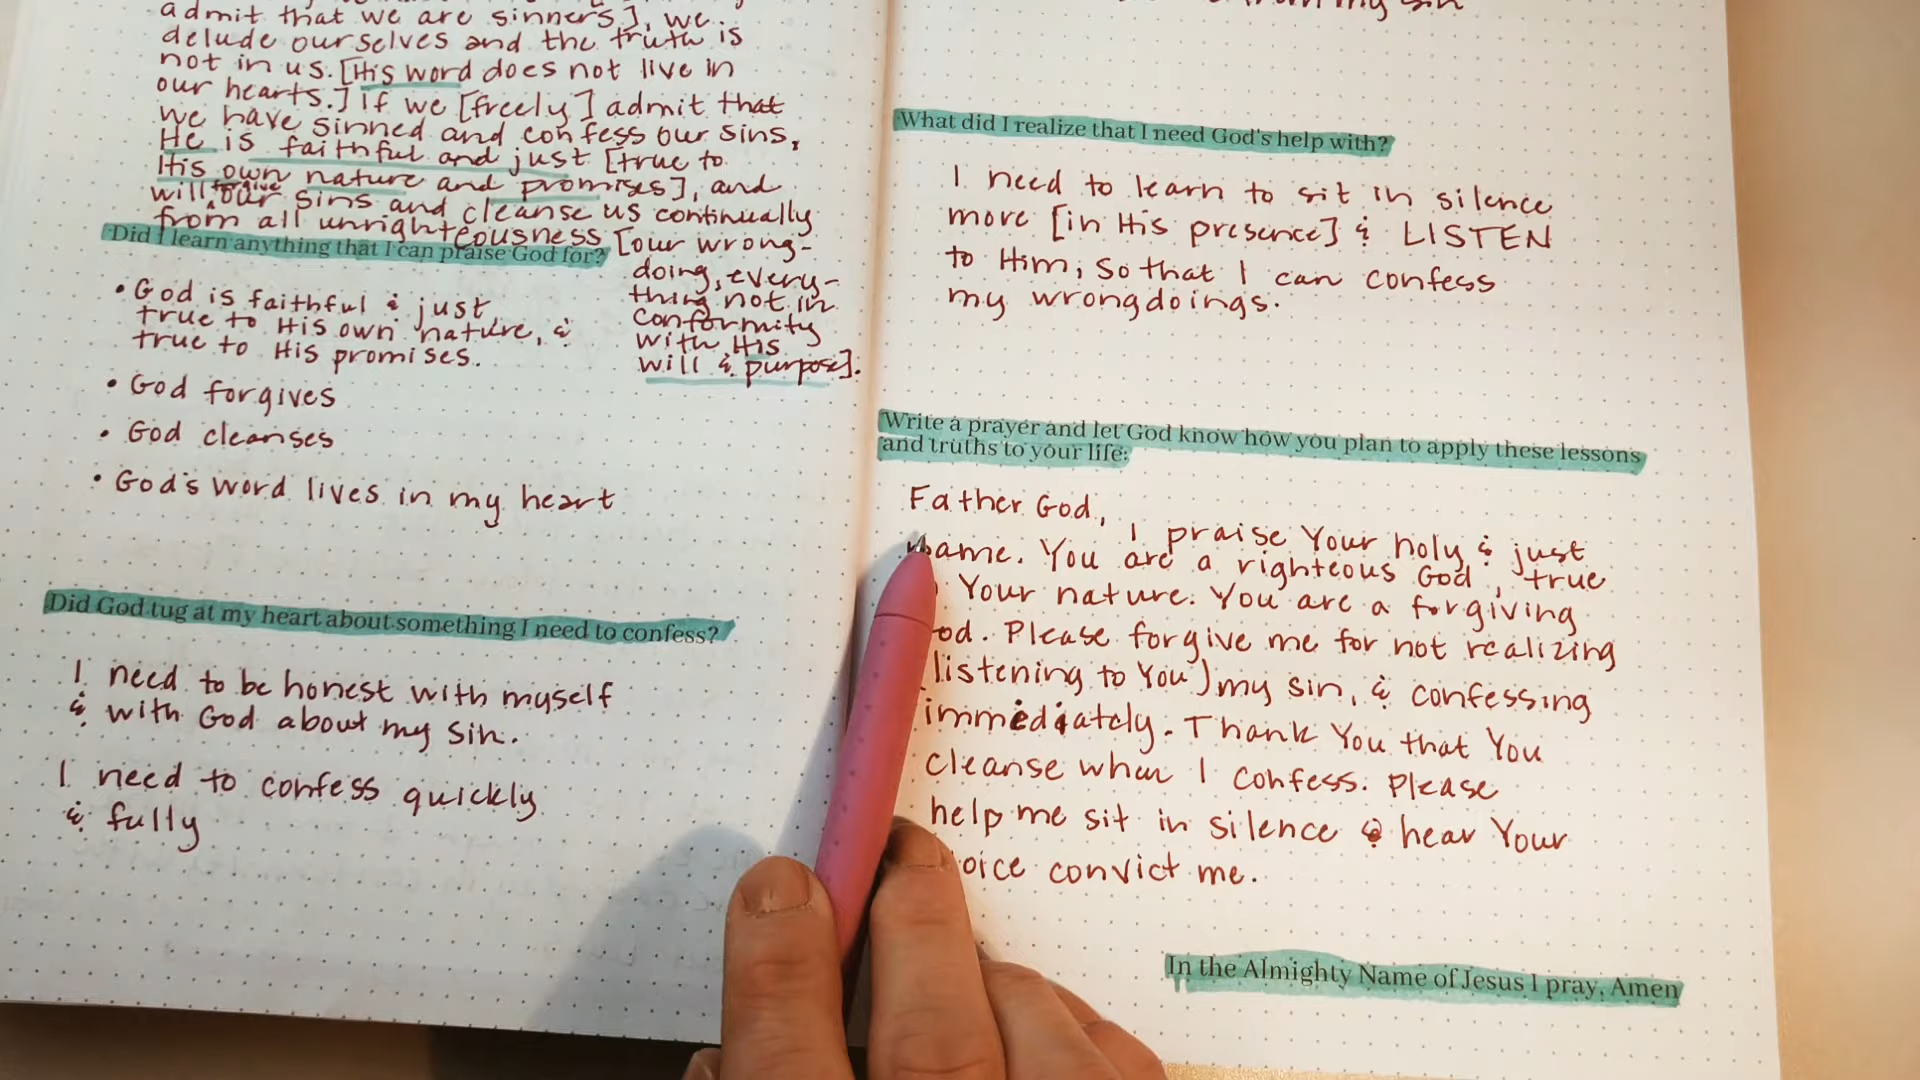 admit that we are sinners], we
delude ourselves and the truth is
not in us. [His word does not live in
our hearts.] If we [freely] admit that
we have sinned and confess our sins,
He is faithful and just [true to
His own nature and promises], and
will forgive our sins and cleanse us continually
from all unrighteousness [our wrong-
doing, every-
thing not in
conformity
with His
will & purpose].
Did I learn anything that I can praise God for?
• God is faithful & just
true to His own nature, &
true to His promises.
• God forgives
• God cleanses
• God's word lives in my heart
Did God tug at my heart about something I need to confess?
I need to be honest with myself
& with God about my sin.
I need to confess quickly
& fully
my sin
What did I realize that I need God's help with?
I need to learn to sit in silence
more [in His presence] & LISTEN
to Him, so that I can confess
my wrongdoings.
Write a prayer and let God know how you plan to apply these lessons
and truths to your life:
Father God,
I praise Your holy & just
name. You are a righteous God, true
Your nature. You are a forgiving
od. Please forgive me for not realizing
listening to You) my sin, & confessing
immediately. Thank You that You
cleanse when I confess. Please
help me sit in silence & hear Your
oice convict me.
In the Almighty Name of Jesus I pray, Amen